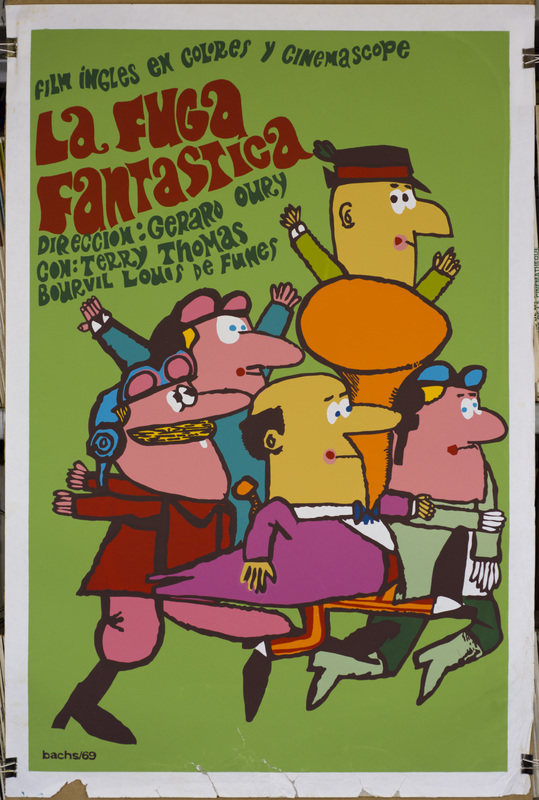 FILM INGLES EN COLORES Y CINEMASCOPE
LA FUGA
FANTASTICA
DIRECCION: GERARD OURY
CON: TERRY THOMAS
BOURVIL LOUIS DE FUNES
bachs/69